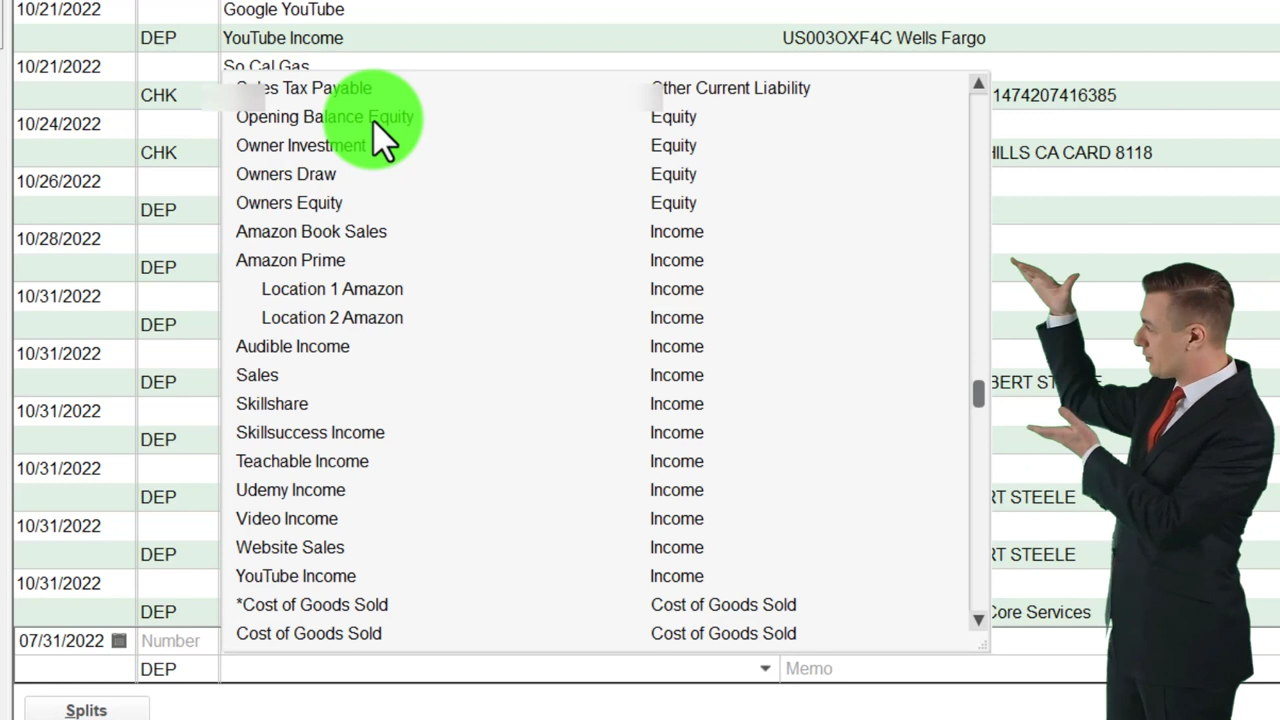 10/21/2022 Google YouTube
DEP YouTube Income US003OXF4C Wells Fargo
10/21/2022 So Cal Gas
CHK 1474207416385
Sales Tax Payable Other Current Liability
Opening Balance Equity Equity
10/24/2022
Owner Investment Equity
CHK HILLS CA CARD 8118
Owners Draw Equity
10/26/2022
Owners Equity Equity
DEP
Amazon Book Sales Income
10/28/2022
Amazon Prime Income
DEP
Location 1 Amazon Income
10/31/2022
Location 2 Amazon Income
DEP
Audible Income Income
10/31/2022
Sales Income
DEP
Skillshare Income
10/31/2022
Skillsuccess Income Income
DEP
Teachable Income Income
10/31/2022
Udemy Income Income
DEP RT STEELE
Video Income Income
10/31/2022
Website Sales Income
DEP RT STEELE
YouTube Income Income
10/31/2022
*Cost of Goods Sold Cost of Goods Sold
DEP Core Services
Cost of Goods Sold Cost of Goods Sold
07/31/2022 Number
DEP Memo
Splits